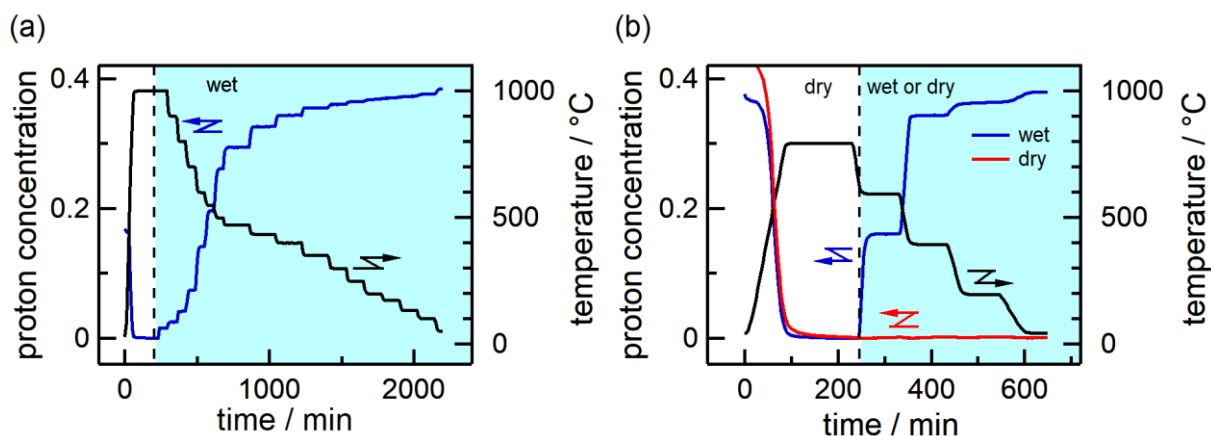 (a)
wet
proton concentration
0.4
0.2
0
temperature / °C
1000
500
0
0
1000
2000
time / min
(b)
dry
wet or dry
wet
dry
proton concentration
0.4
0.2
0
temperature / °C
1000
500
0
0
200
400
600
time / min